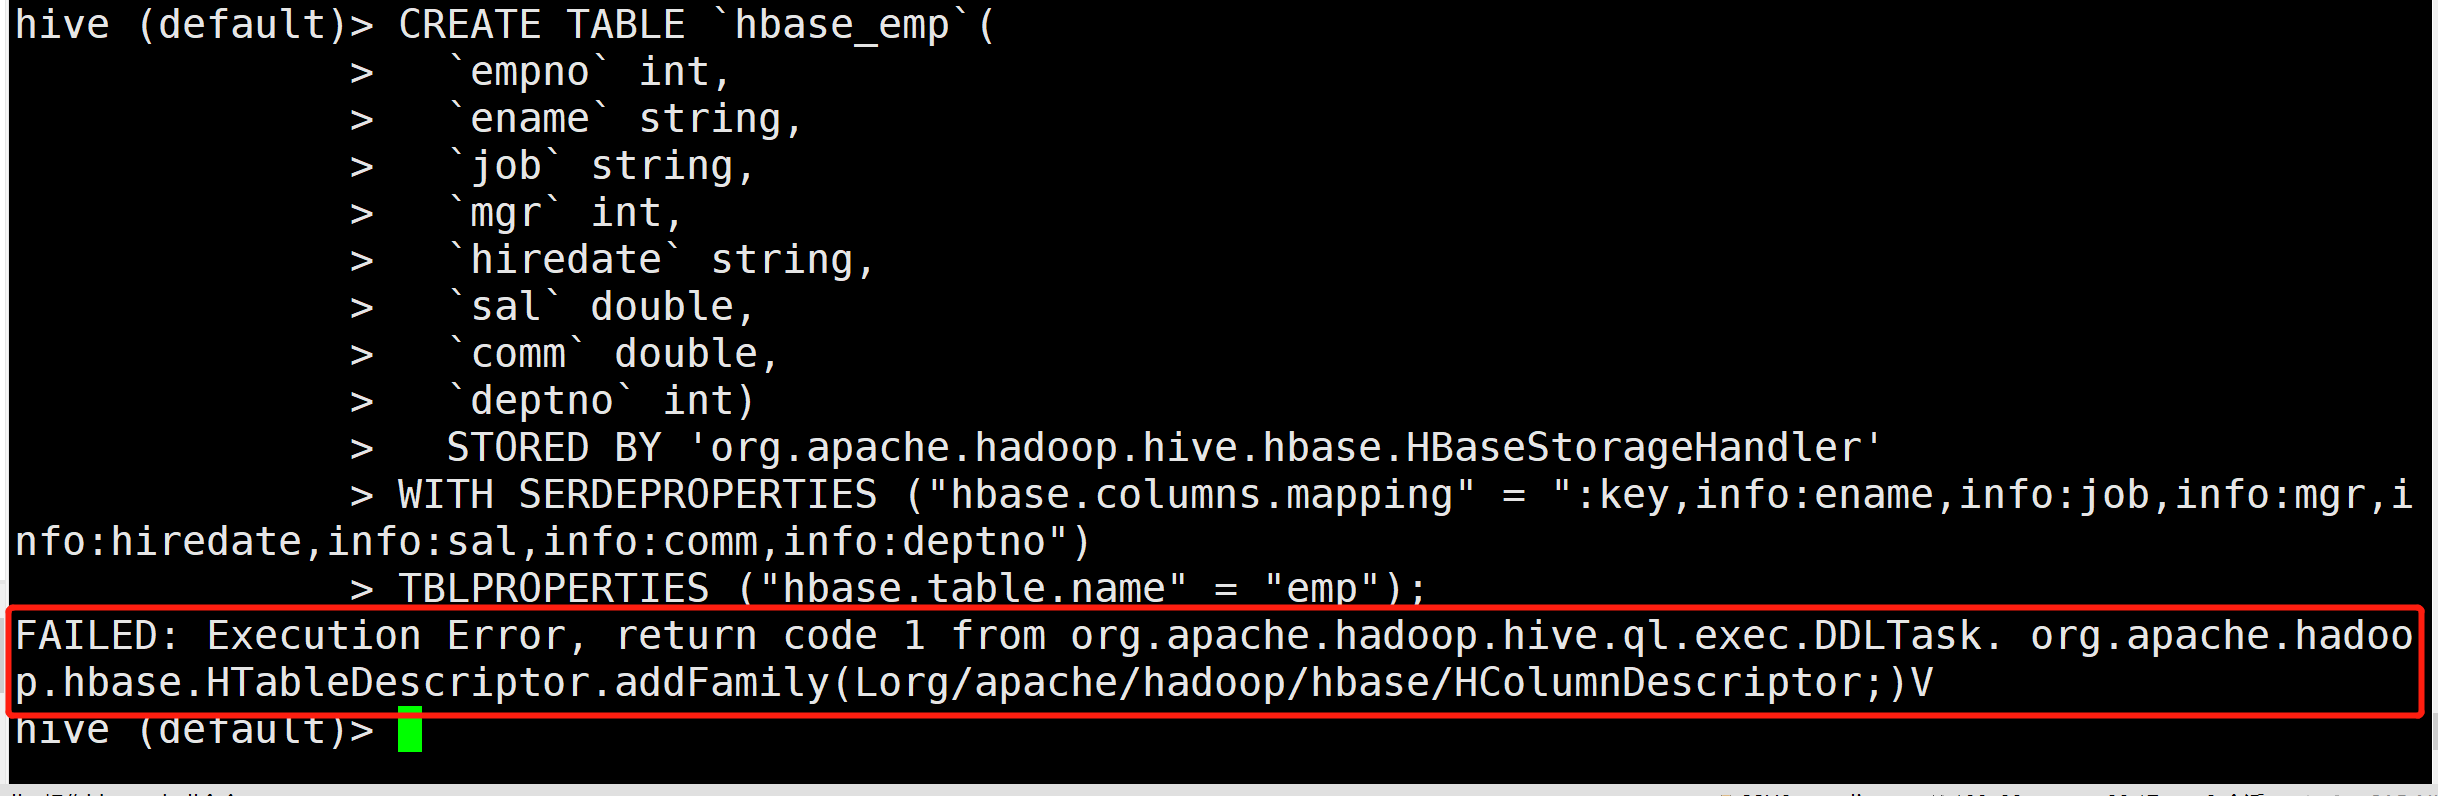 hive (default)> CREATE TABLE `hbase_emp`(
              >   `empno` int,
              >   `ename` string,
              >   `job` string,
              >   `mgr` int,
              >   `hiredate` string,
              >   `sal` double,
              >   `comm` double,
              >   `deptno` int)
              >   STORED BY 'org.apache.hadoop.hive.hbase.HBaseStorageHandler'
              > WITH SERDEPROPERTIES ("hbase.columns.mapping" = ":key,info:ename,info:job,info:mgr,i
nfo:hiredate,info:sal,info:comm,info:deptno")
              > TBLPROPERTIES ("hbase.table.name" = "emp");
FAILED: Execution Error, return code 1 from org.apache.hadoop.hive.ql.exec.DDLTask. org.apache.hadoo
p.hbase.HTableDescriptor.addFamily(Lorg/apache/hadoop/hbase/HColumnDescriptor;)V
hive (default)>